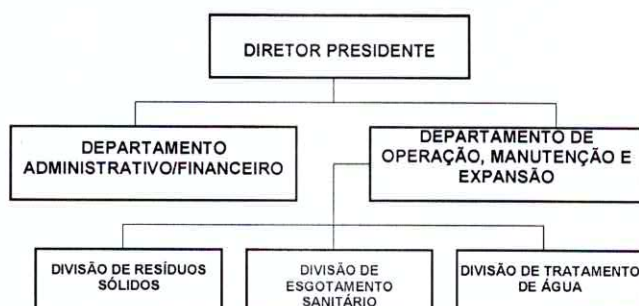 DIRETOR PRESIDENTE
DEPARTAMENTO
ADMINISTRATIVO/FINANCEIRO
DEPARTAMENTO DE
OPERAÇÃO, MANUTENÇÃO E
EXPANSÃO
DIVISÃO DE RESÍDUOS
SÓLIDOS
DIVISÃO DE
ESGOTAMENTO
SANITÁRIO
DIVISÃO DE TRATAMENTO
DE ÁGUA